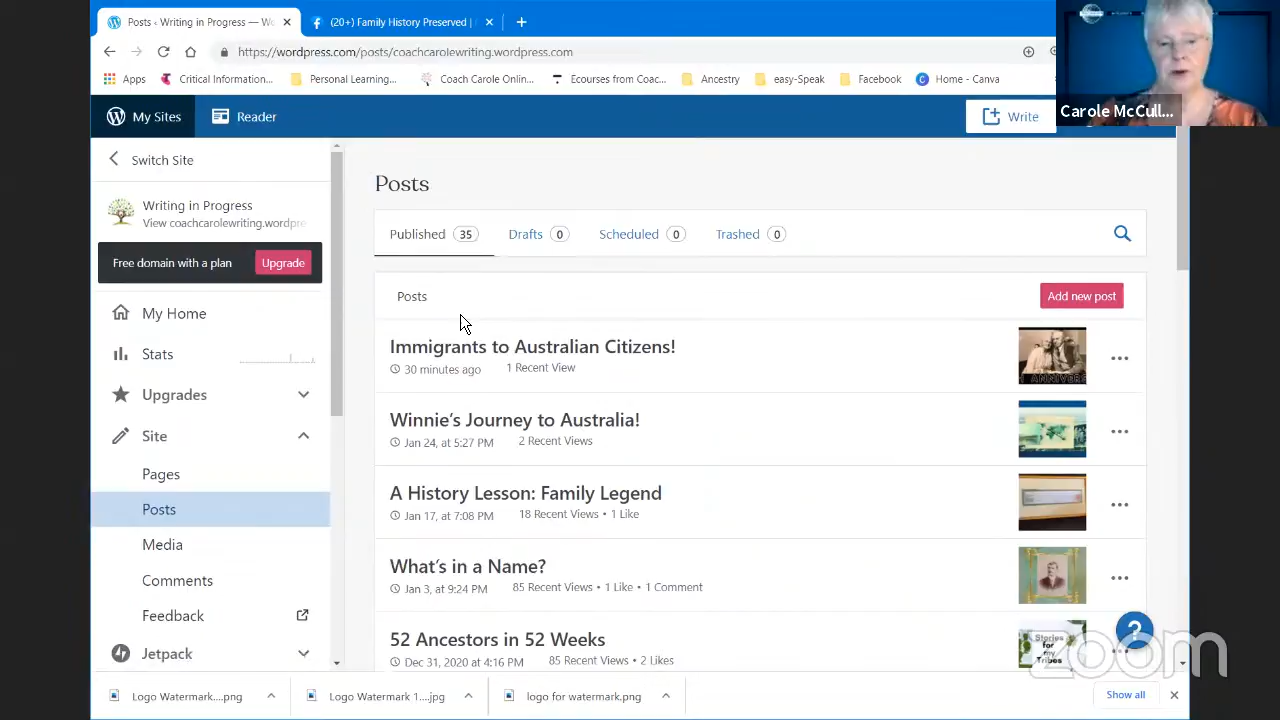 Posts ‹ Writing in Progress — Wo
(20+) Family History Preserved |
https://wordpress.com/posts/coachcarolewriting.wordpress.com
Apps
Critical Information...
Personal Learning...
Coach Carole Online...
Ecourses from Coac...
Ancestry
easy-speak
Facebook
Home - Canva
Carole McCull...
My Sites
Reader
Write
Switch Site
Writing in Progress
View coachcarolewriting.wordpre
Free domain with a plan
Upgrade
My Home
Stats
Upgrades
Site
Pages
Posts
Media
Comments
Feedback
Jetpack
Posts
Published 35
Drafts 0
Scheduled 0
Trashed 0
Posts
Add new post
Immigrants to Australian Citizens!
30 minutes ago 1 Recent View
Winnie's Journey to Australia!
Jan 24, at 5:27 PM 2 Recent Views
A History Lesson: Family Legend
Jan 17, at 7:08 PM 18 Recent Views • 1 Like
What's in a Name?
Jan 3, at 9:24 PM 85 Recent Views • 1 Like • 1 Comment
52 Ancestors in 52 Weeks
Dec 31, 2020 at 4:16 PM 85 Recent Views • 2 Likes
Stories
for
my
Tribes
?
zoom
Logo Watermark....png
Logo Watermark 1....jpg
logo for watermark.png
Show all